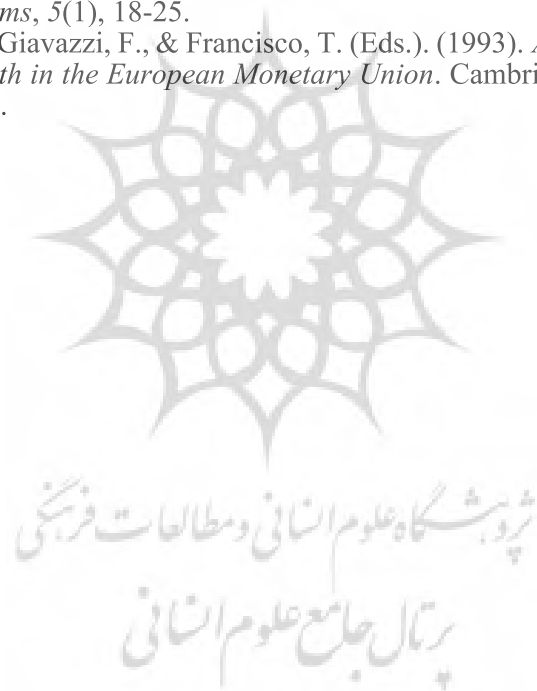 ms, 5(1), 18-25.
Giavazzi, F., & Francisco, T. (Eds.). (1993). A
th in the European Monetary Union. Cambri
.
پژوهشگاه علوم انسانی و مطالعات فرهنگی
پرتال جامع علوم انسانی